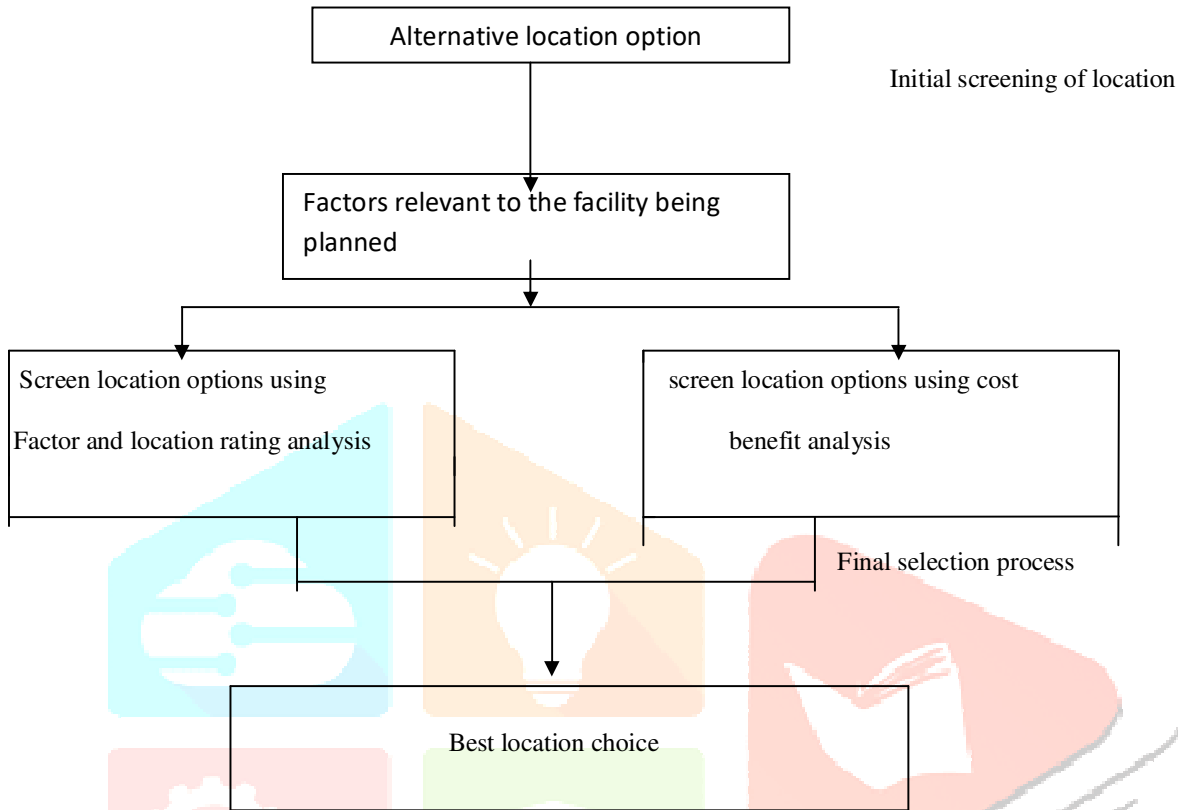 Alternative location option
Initial screening of location
Factors relevant to the facility being
planned
Screen location options using
Factor and location rating analysis
screen location options using cost
benefit analysis
Final selection process
Best location choice